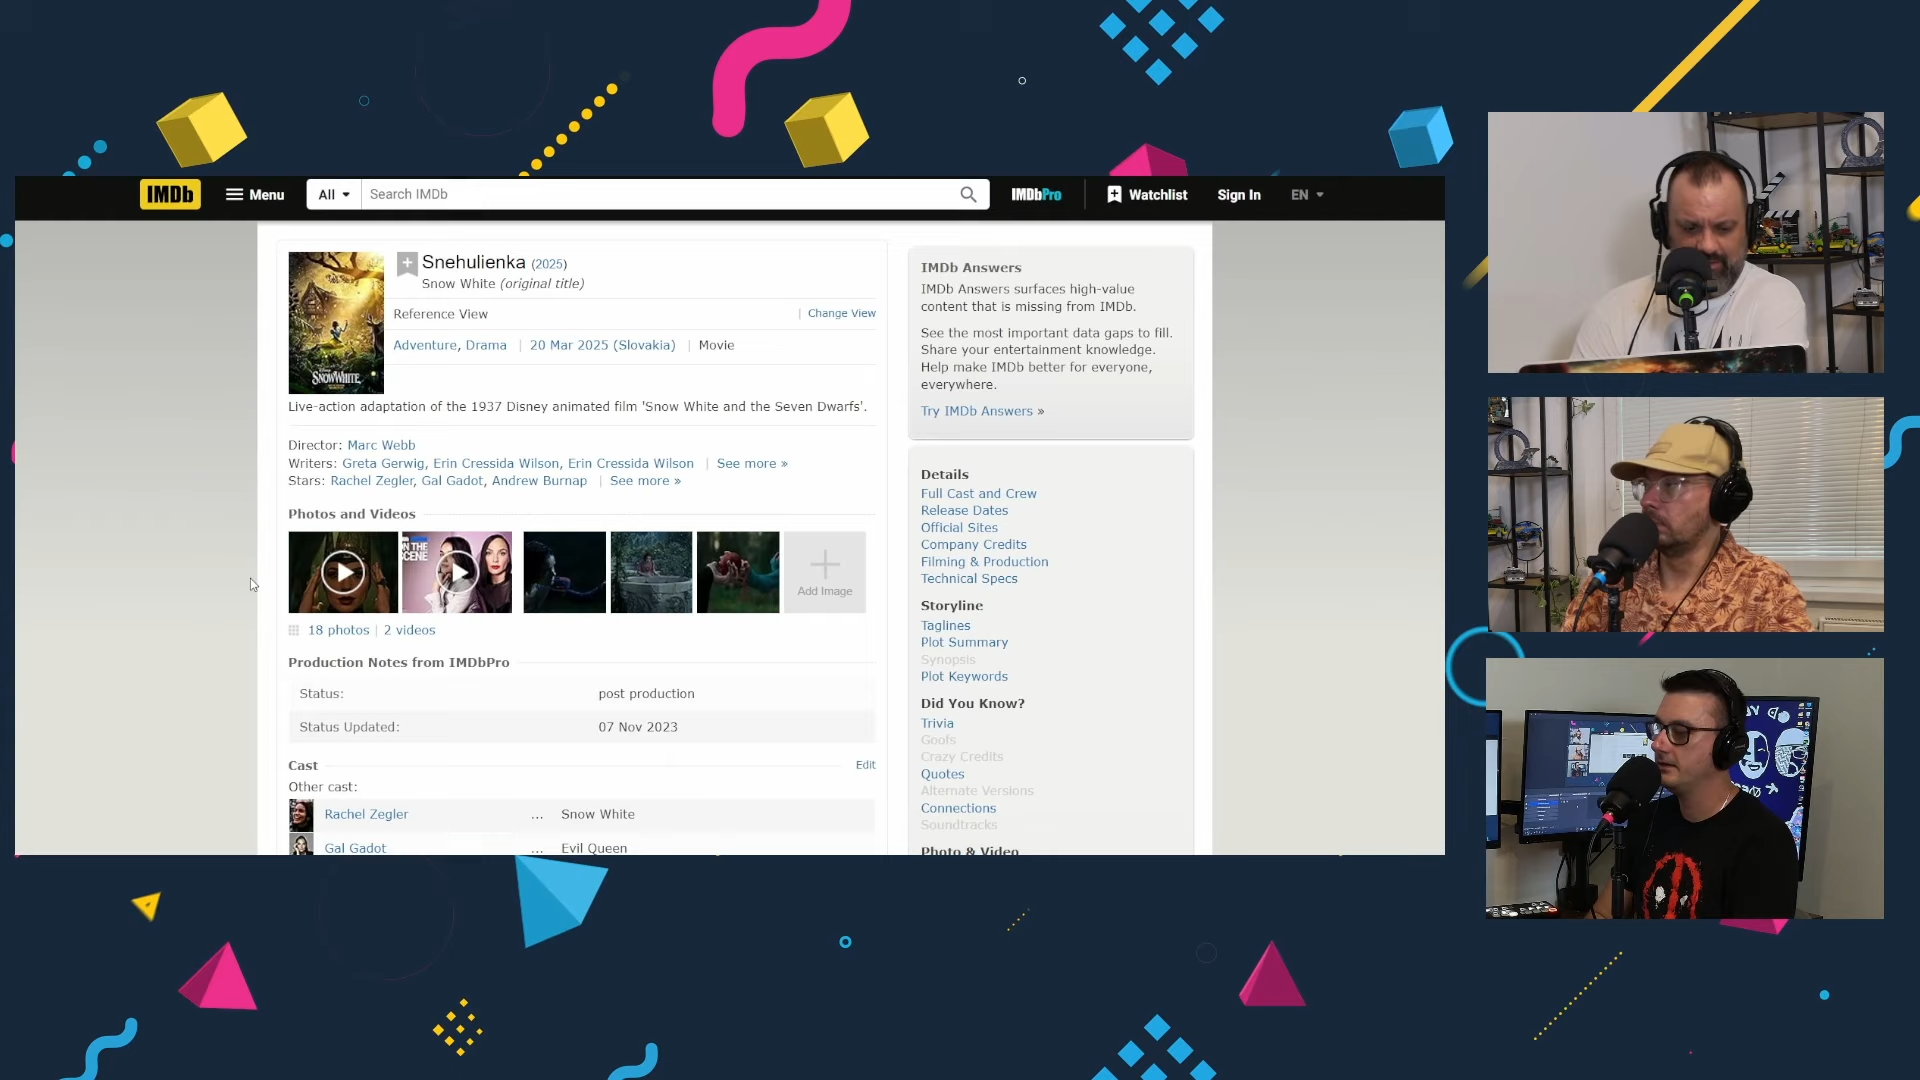 IMDb
Menu
All
Search IMDb
IMDbPro
Watchlist
Sign In
EN
Snehulienka (2025)
Snow White (original title)
Reference View | Change View
Adventure, Drama | 20 Mar 2025 (Slovakia) | Movie
SNOW WHITE
Live-action adaptation of the 1937 Disney animated film 'Snow White and the Seven Dwarfs'.
Director: Marc Webb
Writers: Greta Gerwig, Erin Cressida Wilson, Erin Cressida Wilson | See more »
Stars: Rachel Zegler, Gal Gadot, Andrew Burnap | See more »
Photos and Videos
ON THE
SCENE
Add Image
18 photos | 2 videos
Production Notes from IMDbPro
Status: post production
Status Updated: 07 Nov 2023
Cast Edit
Other cast:
Rachel Zegler ... Snow White
Gal Gadot ... Evil Queen
IMDb Answers
IMDb Answers surfaces high-value
content that is missing from IMDb.
See the most important data gaps to fill.
Share your entertainment knowledge.
Help make IMDb better for everyone,
everywhere.
Try IMDb Answers »
Details
Full Cast and Crew
Release Dates
Official Sites
Company Credits
Filming & Production
Technical Specs
Storyline
Taglines
Plot Summary
Synopsis
Plot Keywords
Did You Know?
Trivia
Goofs
Crazy Credits
Quotes
Alternate Versions
Connections
Soundtracks
Photo & Video